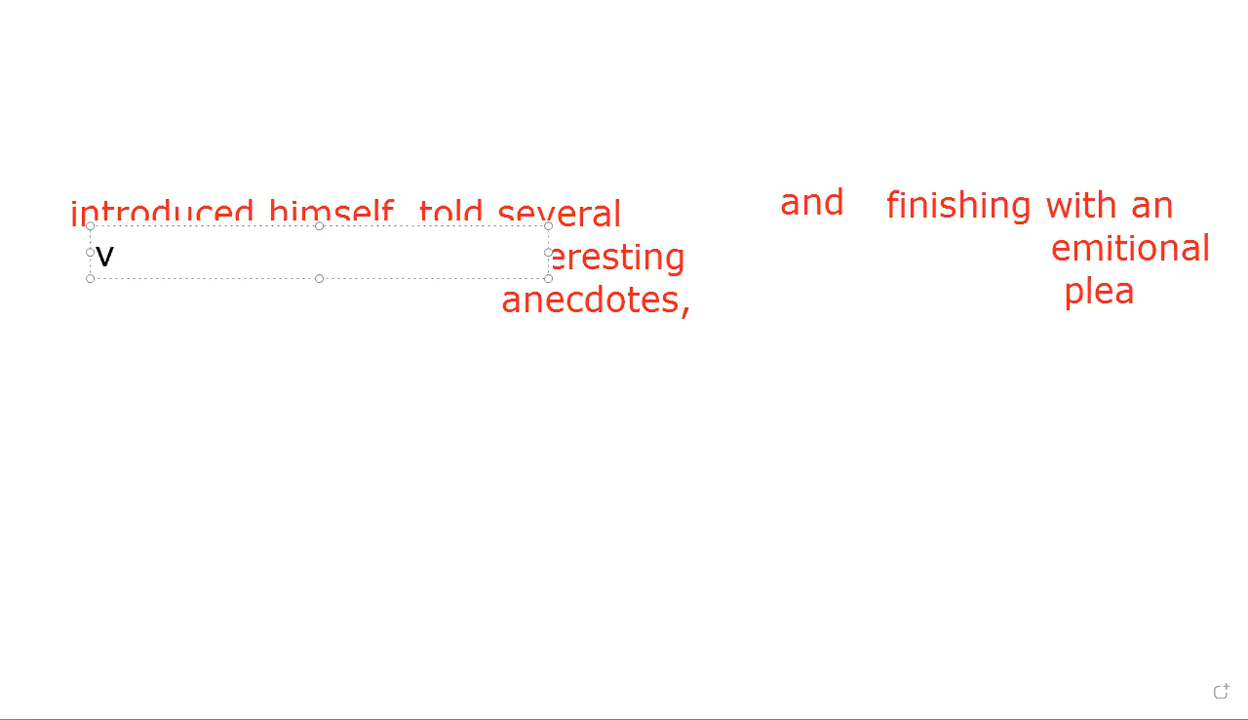 introduced himself, told several
v
eresting
anecdotes,
and
finishing with an
emitional
plea